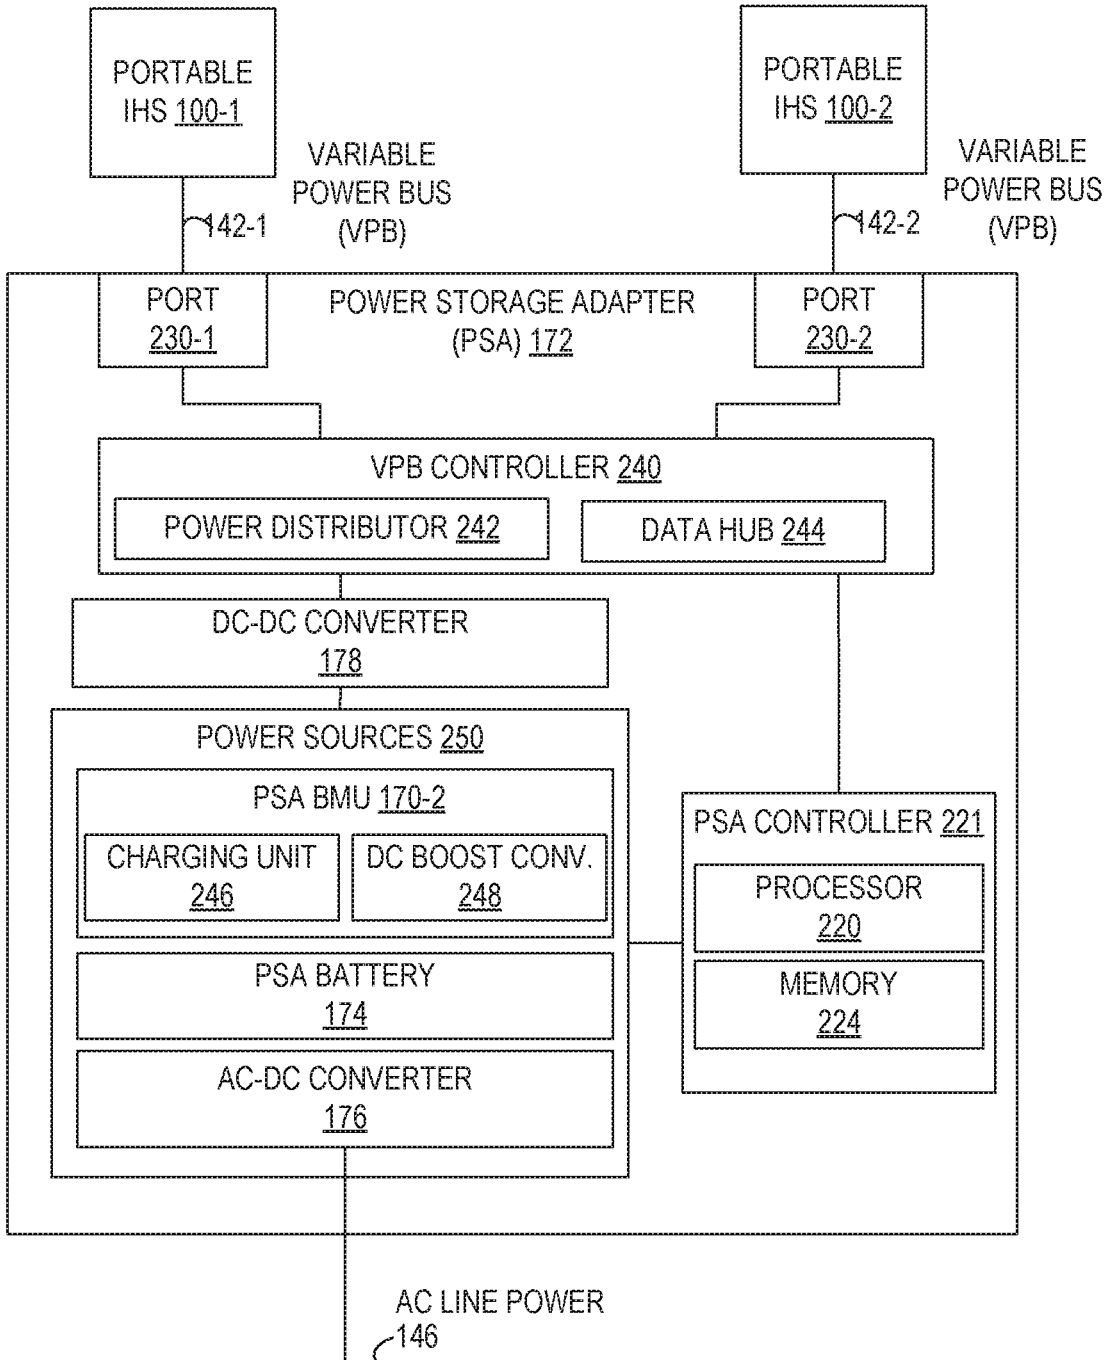 PORTABLE
IHS 100-1
PORTABLE
IHS 100-2
VARIABLE
POWER BUS
(VPB)
142-1
VARIABLE
POWER BUS
(VPB)
142-2
PORT
230-1
POWER STORAGE ADAPTER
(PSA) 172
PORT
230-2
VPB CONTROLLER 240
POWER DISTRIBUTOR 242
DATA HUB 244
DC-DC CONVERTER
178
POWER SOURCES 250
PSA BMU 170-2
CHARGING UNIT
246
DC BOOST CONV.
248
PSA BATTERY
174
AC-DC CONVERTER
176
PSA CONTROLLER 221
PROCESSOR
220
MEMORY
224
AC LINE POWER
146